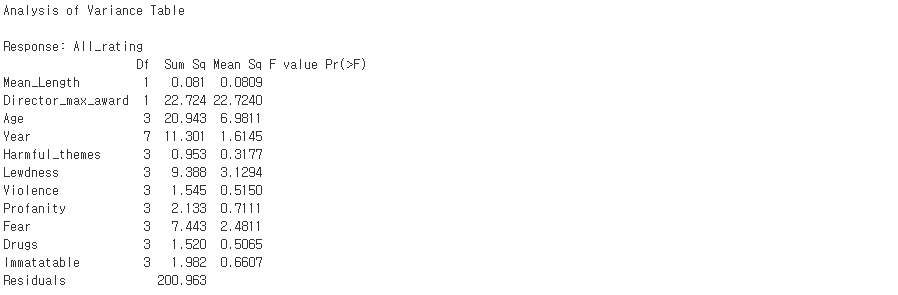 Analysis of Variance Table
Response: All_rating
Df Sum Sq Mean Sq F value Pr(>F)
Mean_Length 1 0.081 0.0809
Director_max_award 1 22.724 22.7240
Age 3 20.943 6.9811
Year 7 11.301 1.6145
Harmful_themes 3 0.953 0.3177
Lewdness 3 9.388 3.1294
Violence 3 1.545 0.5150
Profanity 3 2.133 0.7111
Fear 3 7.443 2.4811
Drugs 3 1.520 0.5065
Immatatable 3 1.982 0.6607
Residuals 200.963